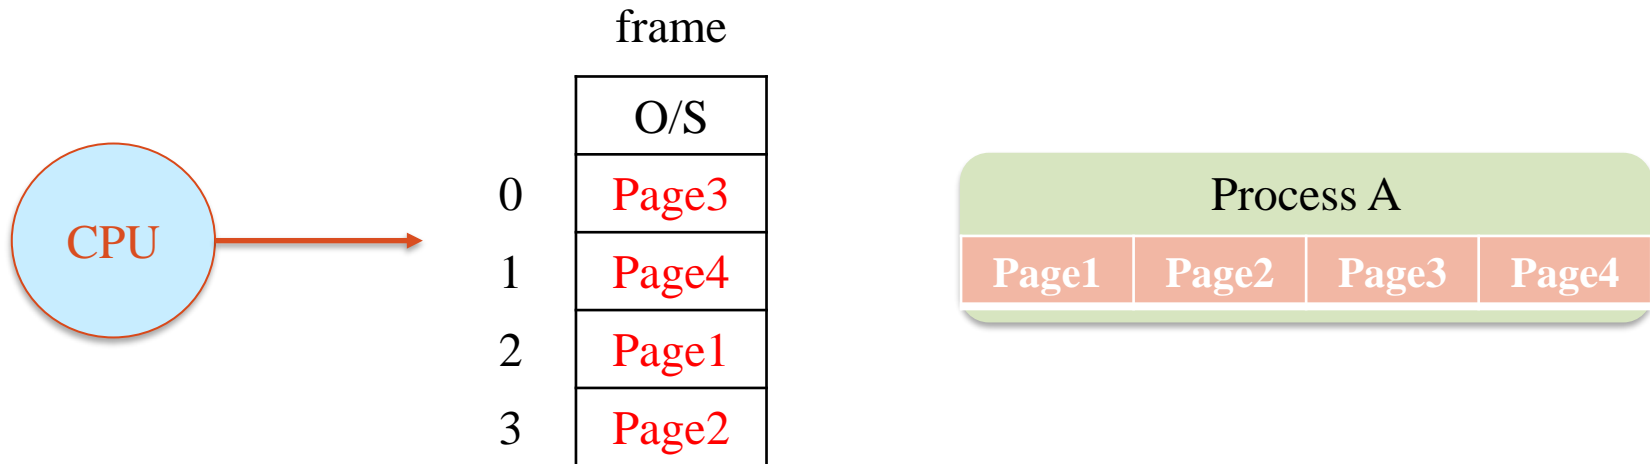 frame
O/S
0 Page3
1 Page4
2 Page1
3 Page2
CPU
Process A
Page1 Page2 Page3 Page4